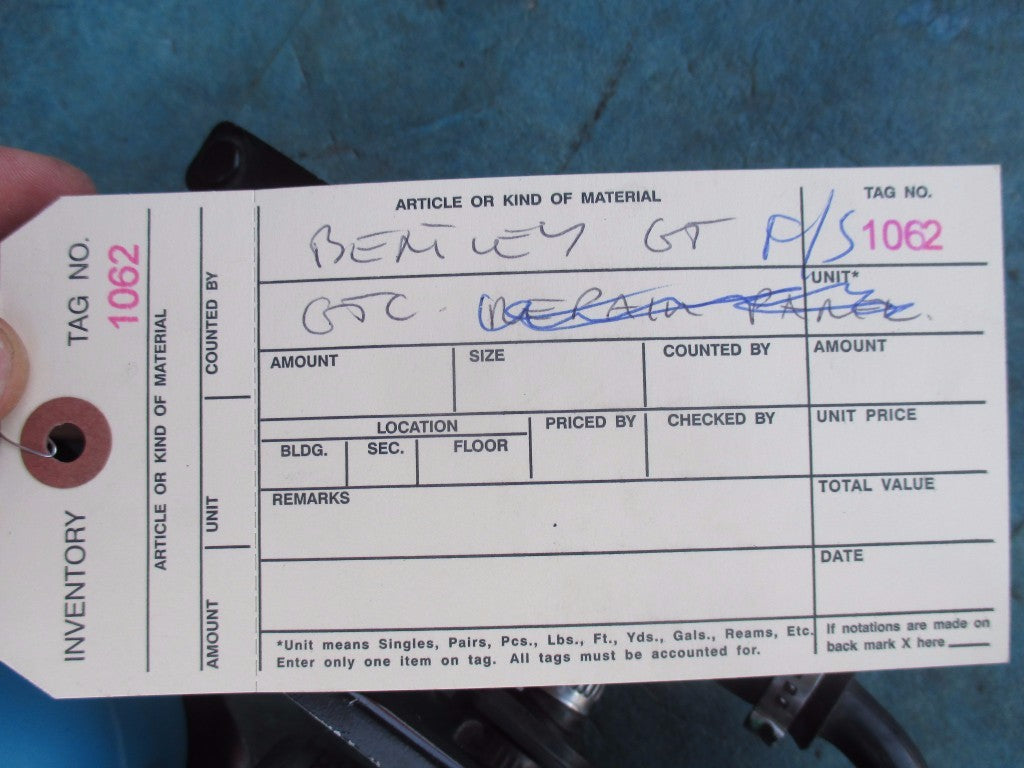 INVENTORY TAG NO. 1062
ARTICLE OR KIND OF MATERIAL
AMOUNT UNIT COUNTED BY
ARTICLE OR KIND OF MATERIAL TAG NO.
BENTLEY GT P/S 1062
UNIT*
GTC. PANEL.
AMOUNT SIZE COUNTED BY AMOUNT
LOCATION PRICED BY CHECKED BY UNIT PRICE
BLDG. SEC. FLOOR
REMARKS TOTAL VALUE
DATE
*Unit means Singles, Pairs, Pcs., Lbs., Ft., Yds., Gals., Reams, Etc.
Enter only one item on tag. All tags must be accounted for.
If notations are made on
back mark X here